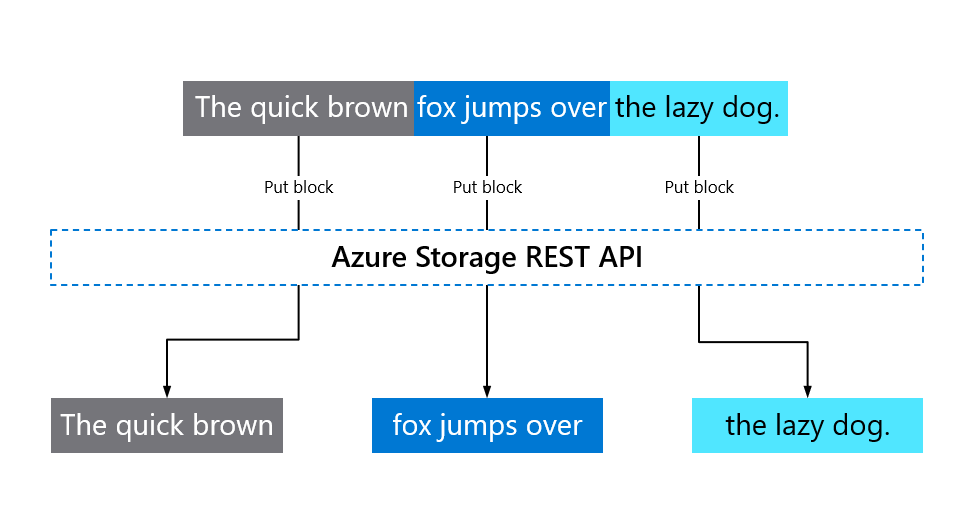 The quick brown fox jumps over the lazy dog.
Put block Put block Put block
Azure Storage REST API
The quick brown fox jumps over the lazy dog.